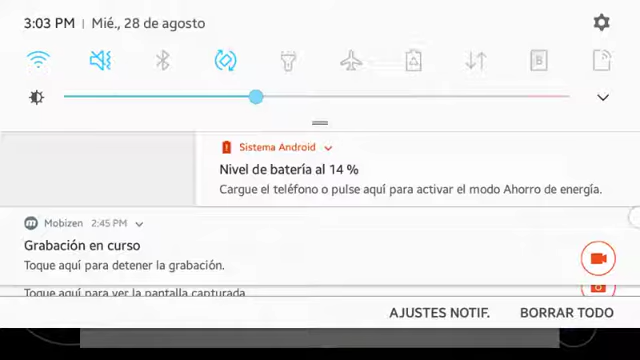 3:03 PM | Mié, 28 de agosto
B
Sistema Android
Nivel de batería al 14 %
Cargue el teléfono o pulse aquí para activar el modo Ahorro de energía.
m Mobizen 2:45 PM
Grabación en curso
Toque aquí para detener la grabación.
Toque aquí para ver la pantalla capturada
AJUSTES NOTIF. BORRAR TODO